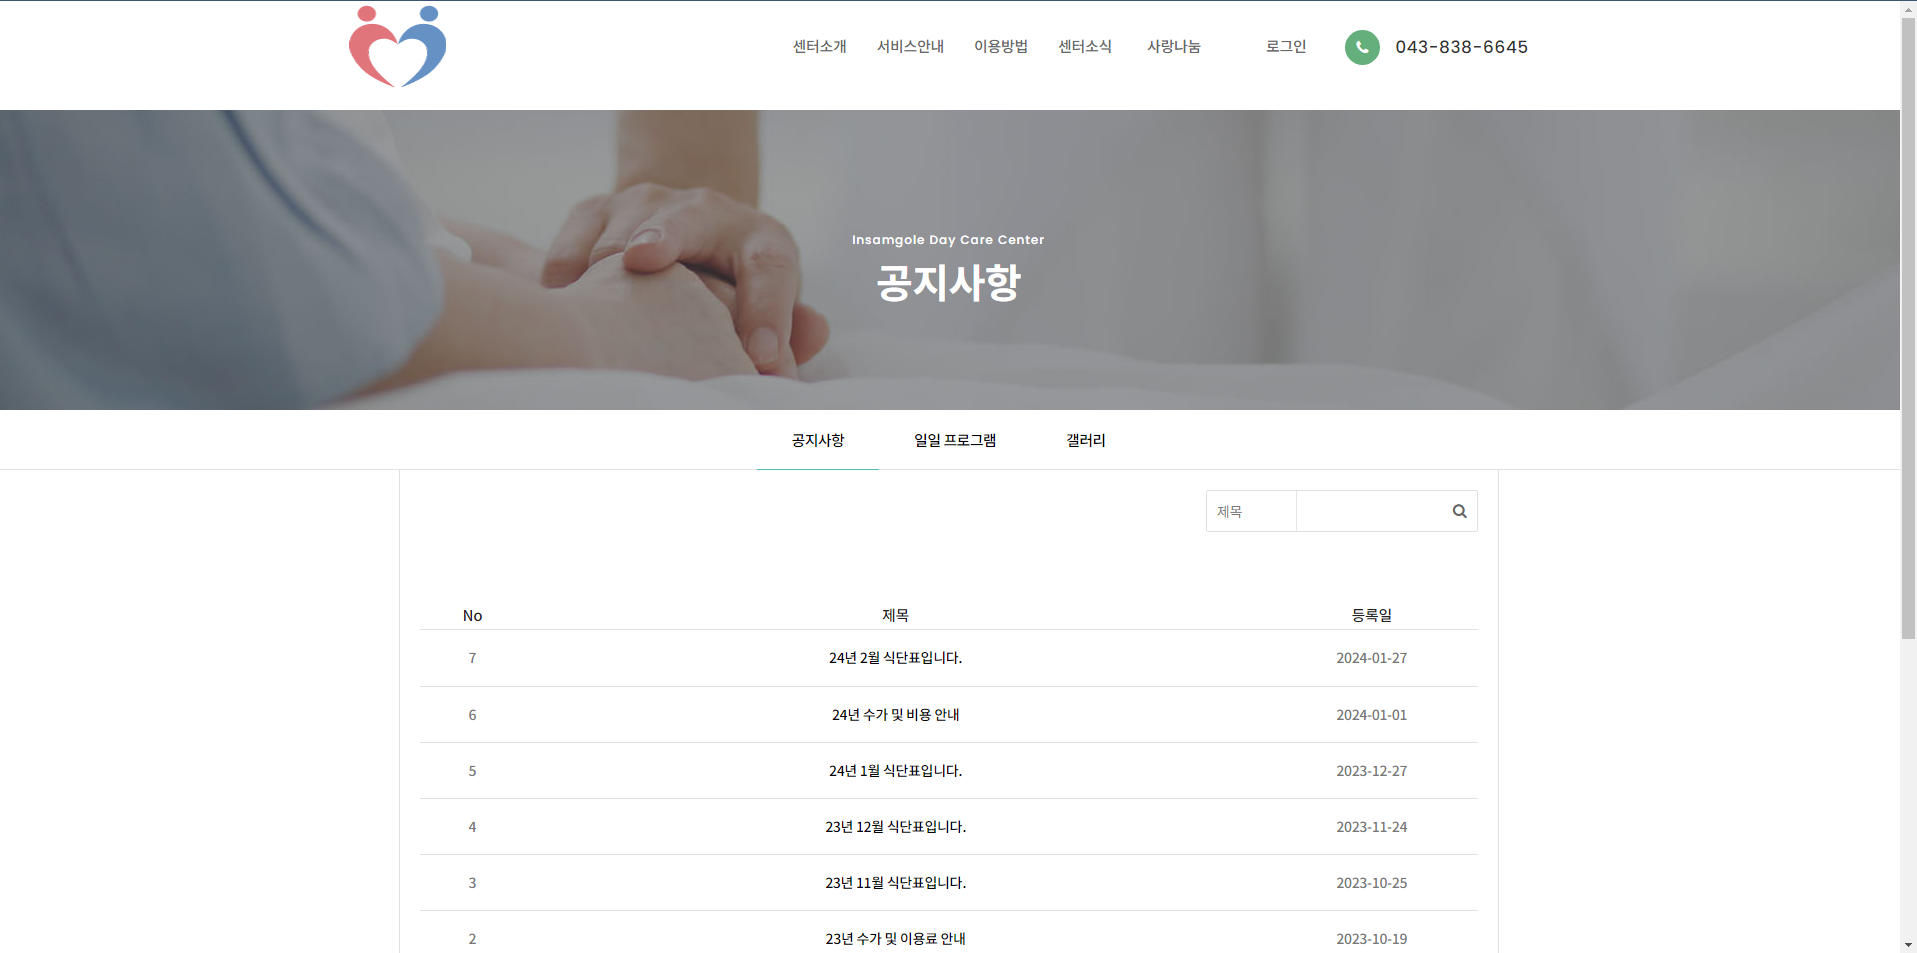 센터소개 서비스안내 이용방법 센터소식 사랑나눔 로그인 043-838-6645
Insamgole Day Care Center
공지사항
공지사항 일일 프로그램 갤러리
제목
No 제목 등록일
7 24년 2월 식단표입니다. 2024-01-27
6 24년 수가 및 비용 안내 2024-01-01
5 24년 1월 식단표입니다. 2023-12-27
4 23년 12월 식단표입니다. 2023-11-24
3 23년 11월 식단표입니다. 2023-10-25
2 23년 수가 및 이용료 안내 2023-10-19